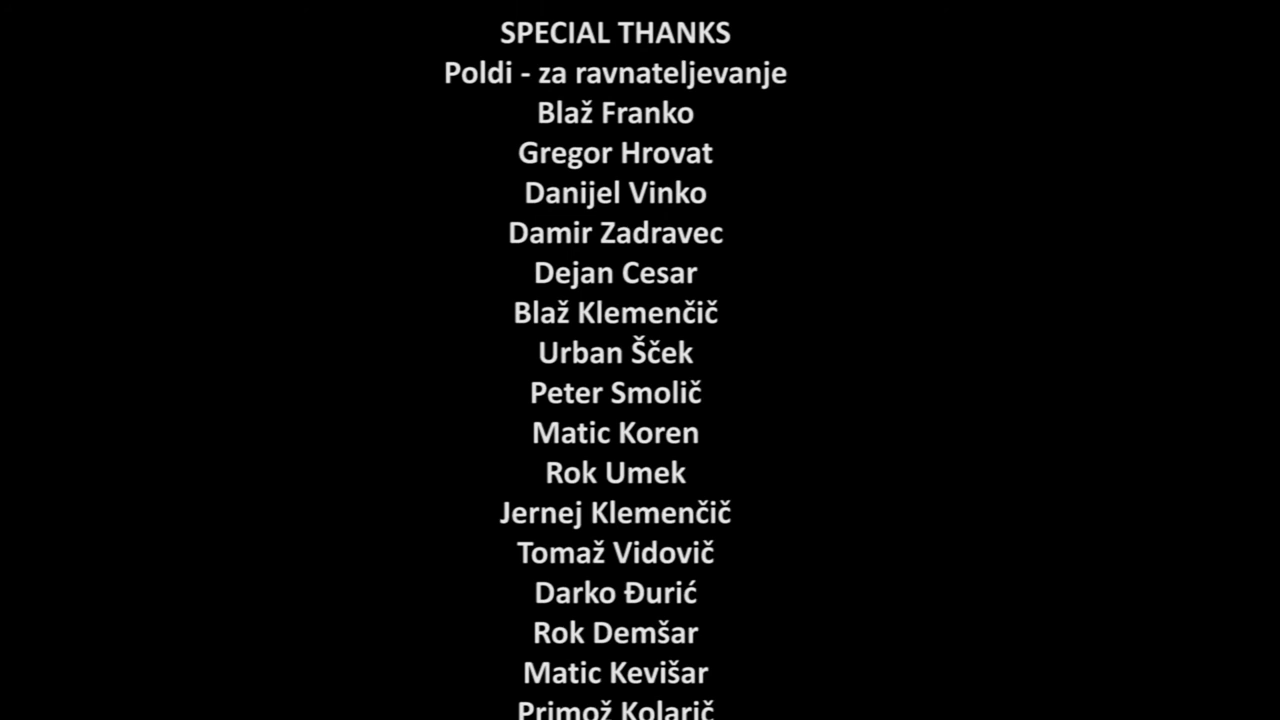 SPECIAL THANKS
Poldi - za ravnateljevanje
Blaž Franko
Gregor Hrovat
Danijel Vinko
Damir Zadravec
Dejan Cesar
Blaž Klemenčič
Urban Šček
Peter Smolič
Matic Koren
Rok Umek
Jernej Klemenčič
Tomaž Vidovič
Darko Đurić
Rok Demšar
Matic Kevišar
Primož Kolarič